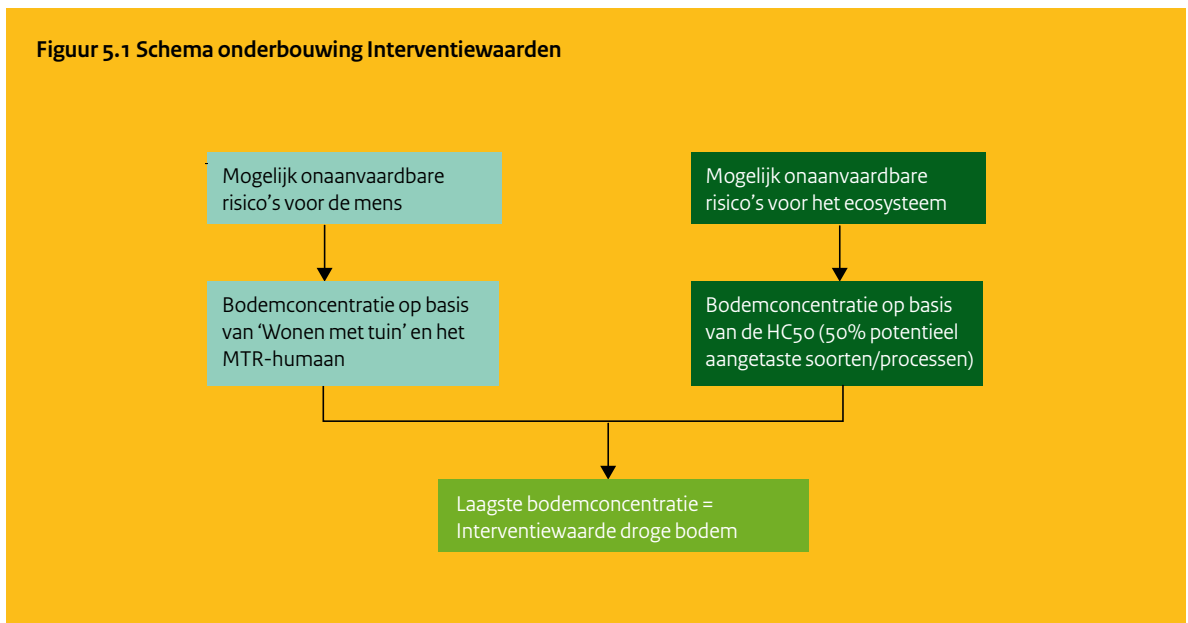 Figuur 5.1 Schema onderbouwing Interventiewaarden
Mogelijk onaanvaardbare
risico's voor de mens
Mogelijk onaanvaardbare
risico's voor het ecosysteem
Bodemconcentratie op basis
van ‘Wonen met tuin’ en het
MTR-humaan
Bodemconcentratie op basis
van de HC50 (50% potentieel
aangetaste soorten/processen)
Laagste bodemconcentratie =
Interventiewaarde droge bodem